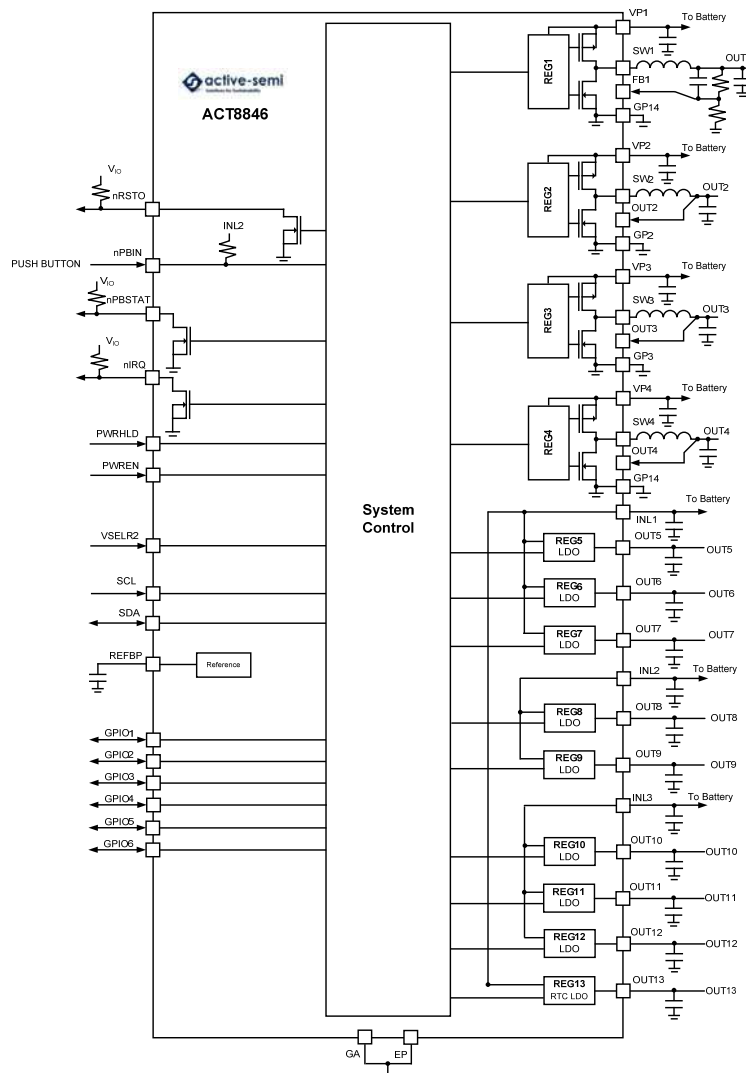 active-semi
Solutions for Sustainability
ACT8846
VIO
nRSTO
INL2
nPBIN
PUSH BUTTON
VIO
nPBSTAT
VIO
nIRQ
PWRHLD
PWREN
VSELR2
SCL
SDA
REFBP
Reference
GPIO1
GPIO2
GPIO3
GPIO4
GPIO5
GPIO6
System
Control
REG1
VP1
To Battery
SW1
OUT
FB1
GP14
REG2
VP2
To Battery
SW2
OUT2
OUT2
GP2
REG3
VP3
To Battery
SW3
OUT3
OUT3
GP3
REG4
VP4
To Battery
SW4
OUT4
OUT4
GP14
To Battery
INL1
REG5
LDO
OUT5
OUT5
REG6
LDO
OUT6
OUT6
REG7
LDO
OUT7
OUT7
INL2
To Battery
REG8
LDO
OUT8
OUT8
REG9
LDO
OUT9
OUT9
INL3
To Battery
REG10
LDO
OUT10
OUT10
REG11
LDO
OUT11
OUT11
REG12
LDO
OUT12
OUT12
REG13
RTC LDO
OUT13
OUT13
GA
EP